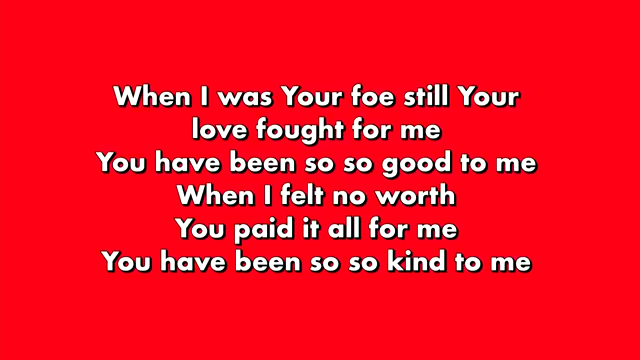 When I was Your foe still Your
love fought for me
You have been so so good to me
When I felt no worth
You paid it all for me
You have been so so kind to me